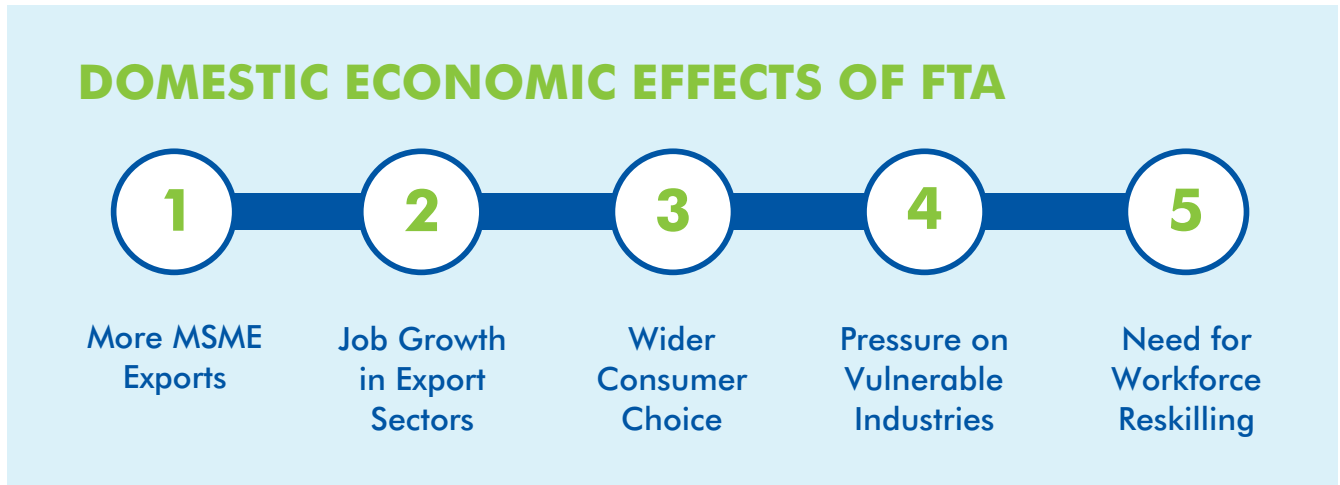 DOMESTIC ECONOMIC EFFECTS OF FTA
1
2
3
4
5
More MSME
Exports
Job Growth
in Export
Sectors
Wider
Consumer
Choice
Pressure on
Vulnerable
Industries
Need for
Workforce
Reskilling